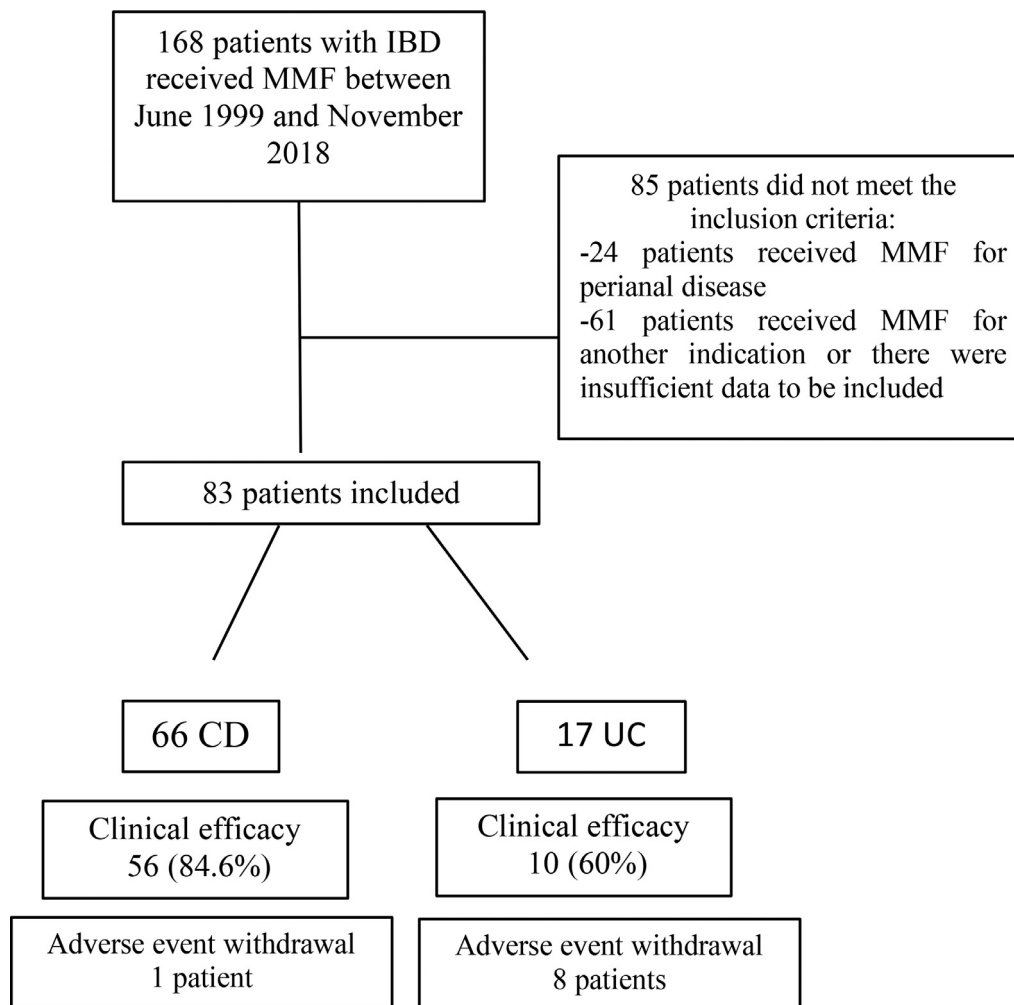 168 patients with IBD
received MMF between
June 1999 and November
2018
85 patients did not meet the
inclusion criteria:
-24 patients received MMF for
perianal disease
-61 patients received MMF for
another indication or there were
insufficient data to be included
83 patients included
66 CD
17 UC
Clinical efficacy
56 (84.6%)
Clinical efficacy
10 (60%)
Adverse event withdrawal
1 patient
Adverse event withdrawal
8 patients